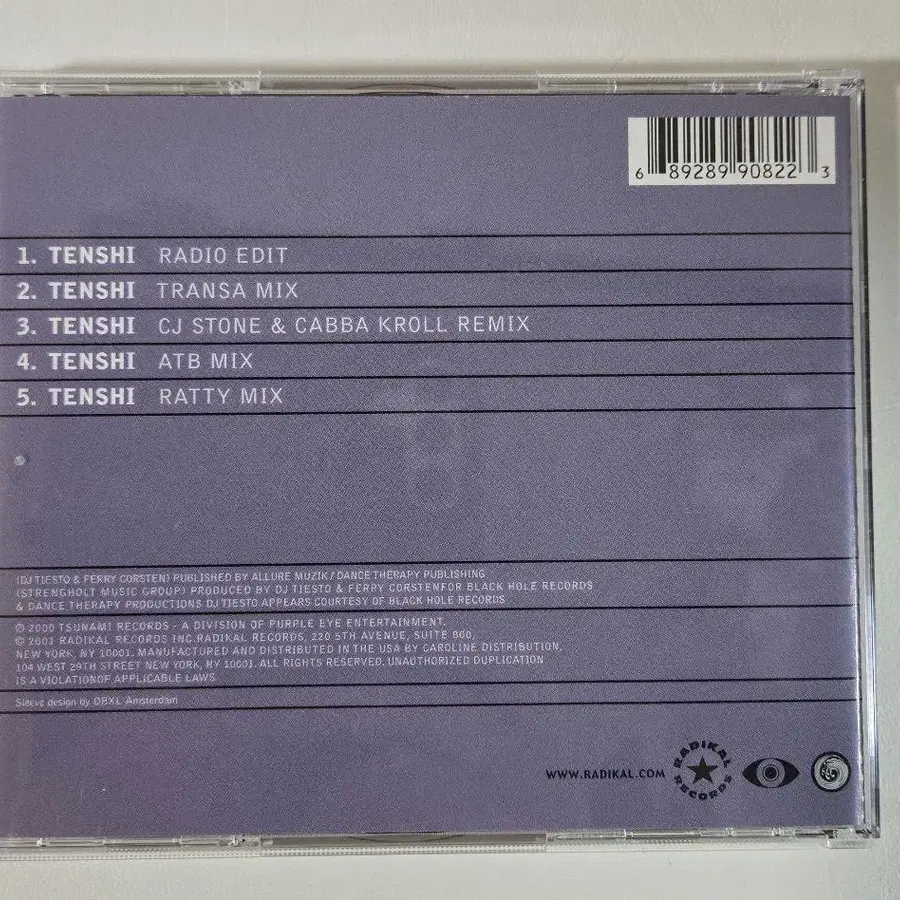 6 89289 90822 3
1. TENSHI RADIO EDIT
2. TENSHI TRANSA MIX
3. TENSHI CJ STONE & CABBA KROLL REMIX
4. TENSHI ATB MIX
5. TENSHI RATTY MIX
(DJ TIESTO & FERRY CORSTEN) PUBLISHED BY ALLURE MUZIK / DANCE THERAPY PUBLISHING
(STRENGHOLT MUSIC GROUP) PRODUCED BY DJ TIESTO & FERRY CORSTENFOR BLACK HOLE RECORDS
& DANCE THERAPY PRODUCTIONS DJ TIESTO APPEARS COURTESY OF BLACK HOLE RECORDS
℗ 2000 TSUNAMI RECORDS - A DIVISION OF PURPLE EYE ENTERTAINMENT.
© 2001 RADIKAL RECORDS INC.RADIKAL RECORDS, 220 5TH AVENUE, SUITE 800,
NEW YORK, NY 10001. MANUFACTURED AND DISTRIBUTED IN THE USA BY CAROLINE DISTRIBUTION,
104 WEST 29TH STREET NEW YORK, NY 10001. ALL RIGHTS RESERVED. UNAUTHORIZED DUPLICATION
IS A VIOLATIONOF APPLICABLE LAWS
Sleeve design by DBXL Amsterdam
WWW.RADIKAL.COM
RADIKAL RECORDS